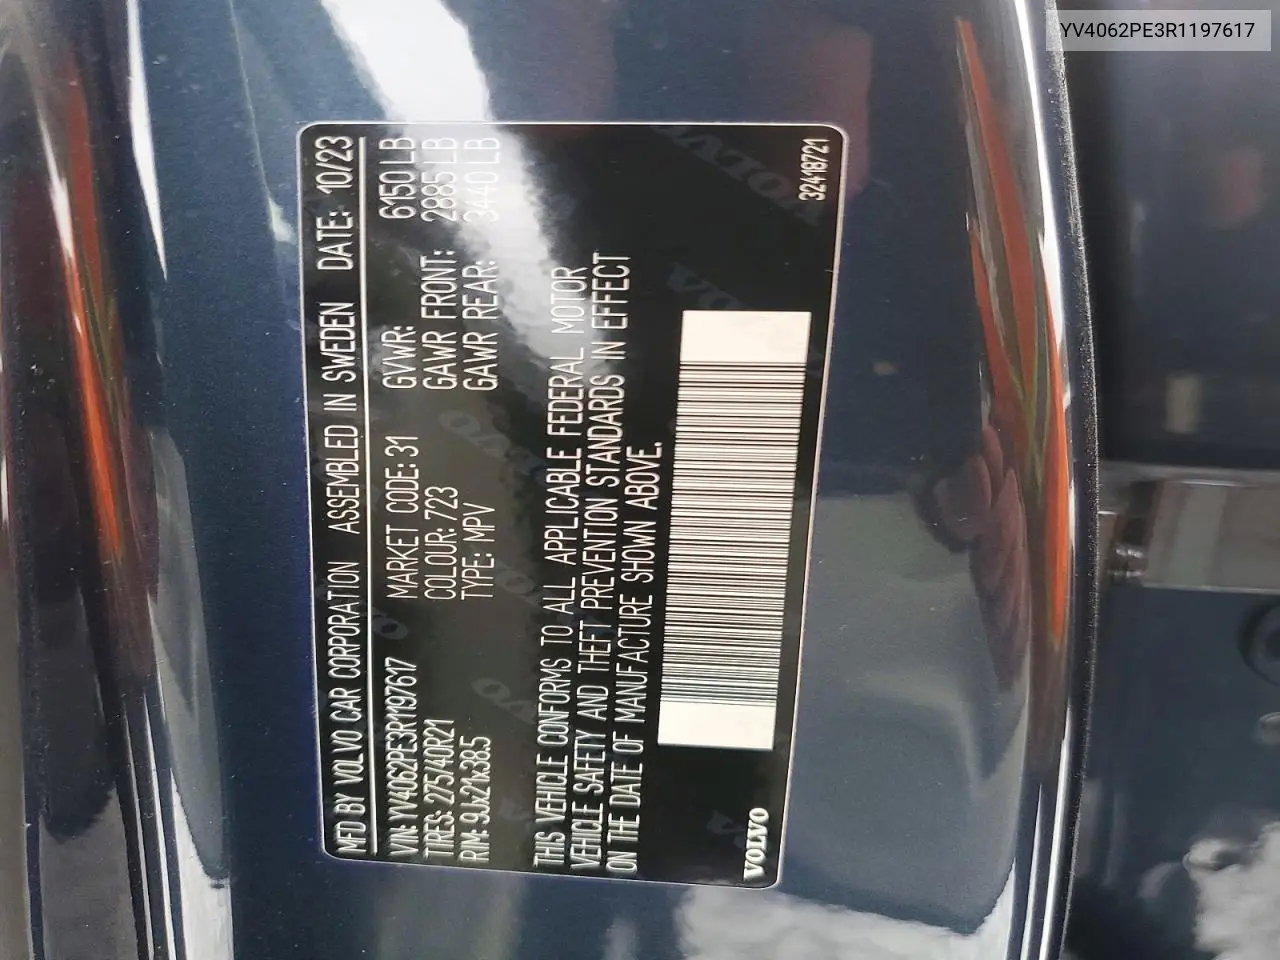 YV4062PE3R1197617
MFD BY VOLVO CAR CORPORATION ASSEMBLED IN SWEDEN DATE: 10/23
VIN: YV4062PE3R1197617 MARKET CODE: 31 GVWR: 6150 LB
TIRES: 275/40R21 COLOUR: 723 GAWR FRONT: 2885 LB
RIM: 9Jx21x38.5 TYPE: MPV GAWR REAR: 3440 LB
THIS VEHICLE CONFORMS TO ALL APPLICABLE FEDERAL MOTOR
VEHICLE SAFETY AND THEFT PREVENTION STANDARDS IN EFFECT
ON THE DATE OF MANUFACTURE SHOWN ABOVE.
VOLVO 32418721